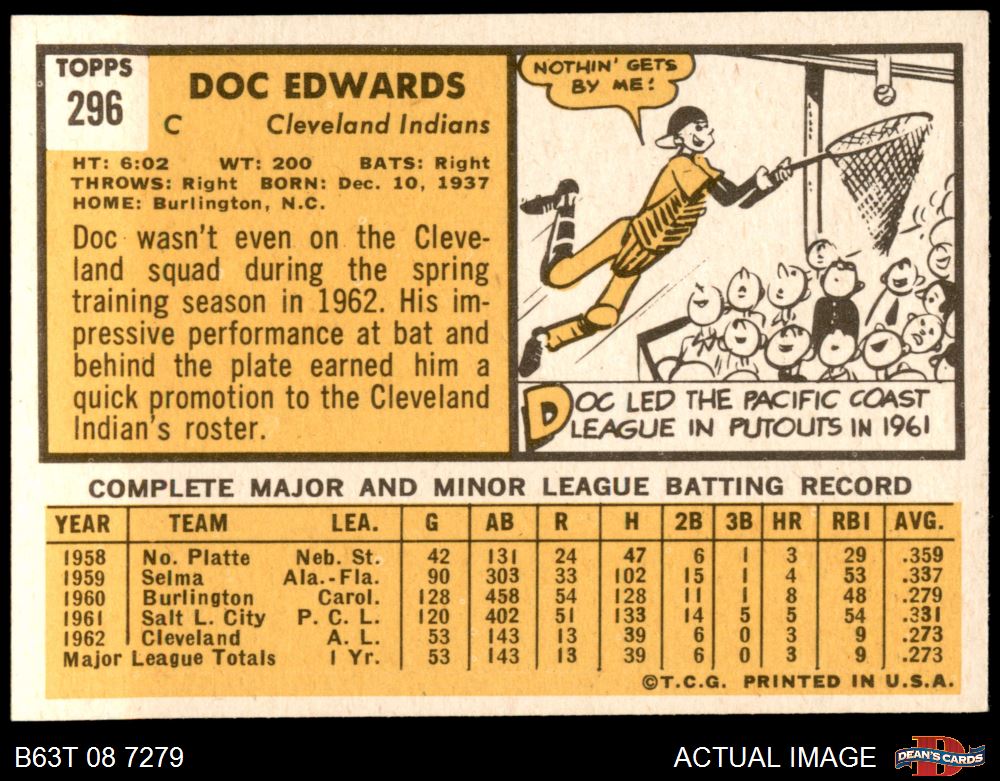 TOPPS
296
DOC EDWARDS
C Cleveland Indians
HT: 6:02 WT: 200 BATS: Right
THROWS: Right BORN: Dec. 10, 1937
HOME: Burlington, N.C.
Doc wasn't even on the Cleve-
land squad during the spring
training season in 1962. His im-
pressive performance at bat and
behind the plate earned him a
quick promotion to the Cleveland
Indian's roster.
NOTHIN' GETS
BY ME!
DOC LED THE PACIFIC COAST
LEAGUE IN PUTOUTS IN 1961
COMPLETE MAJOR AND MINOR LEAGUE BATTING RECORD
YEAR TEAM LEA. G AB R H 2B 3B HR RBI AVG.
1958 No. Platte Neb. St. 42 131 24 47 6 1 3 29 .359
1959 Selma Ala.-Fla. 90 303 33 102 15 1 4 53 .337
1960 Burlington Carol. 128 458 54 128 11 1 8 48 .279
1961 Salt L. City P. C. L. 120 402 51 133 14 5 5 54 .331
1962 Cleveland A. L. 53 143 13 39 6 0 3 9 .273
Major League Totals 1 Yr. 53 143 13 39 6 0 3 9 .273
©T.C.G. PRINTED IN U.S.A.
B63T 08 7279
ACTUAL IMAGE
D
DEAN'S CARDS